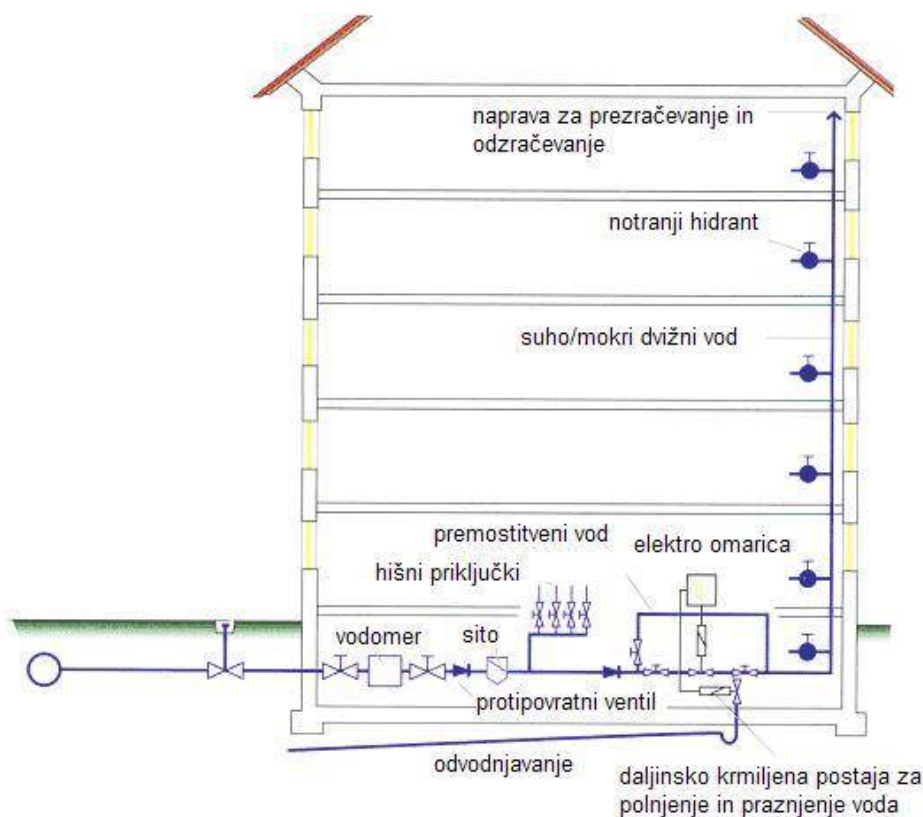 naprava za prezračevanje in
odzračevanje
notranji hidrant
suho/mokri dvižni vod
premostitveni vod
elektro omarica
hišni priključki
vodomer
sito
protipovratni ventil
odvodnjavanje
daljinsko krmiljena postaja za
polnjenje in praznjenje voda